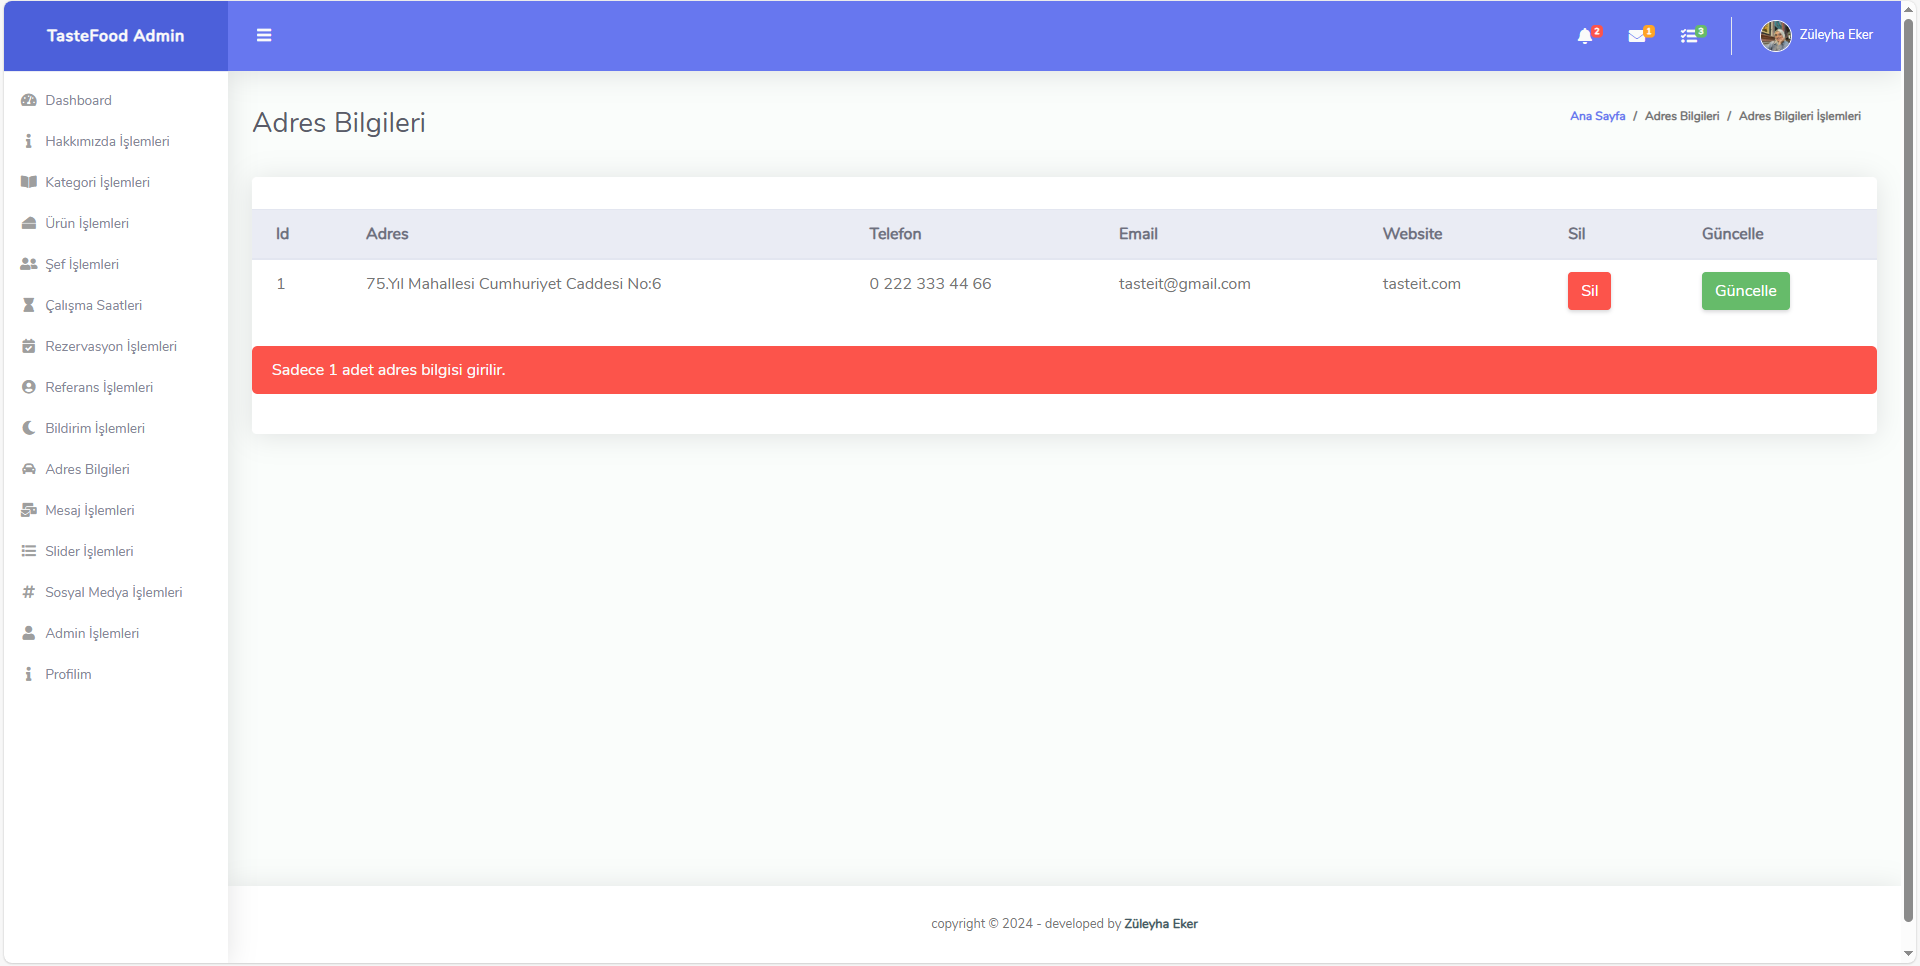 TasteFood Admin
2
1
3
Züleyha Eker
Dashboard
Hakkımızda İşlemleri
Kategori İşlemleri
Ürün İşlemleri
Şef İşlemleri
Çalışma Saatleri
Rezervasyon İşlemleri
Referans İşlemleri
Bildirim İşlemleri
Adres Bilgileri
Mesaj İşlemleri
Slider İşlemleri
Sosyal Medya İşlemleri
Admin İşlemleri
Profilim
Adres Bilgileri
Ana Sayfa / Adres Bilgileri / Adres Bilgileri İşlemleri
Id Adres Telefon Email Website Sil Güncelle
1 75.Yıl Mahallesi Cumhuriyet Caddesi No:6 0 222 333 44 66 tasteit@gmail.com tasteit.com Sil Güncelle
Sadece 1 adet adres bilgisi girilir.
copyright © 2024 - developed by Züleyha Eker